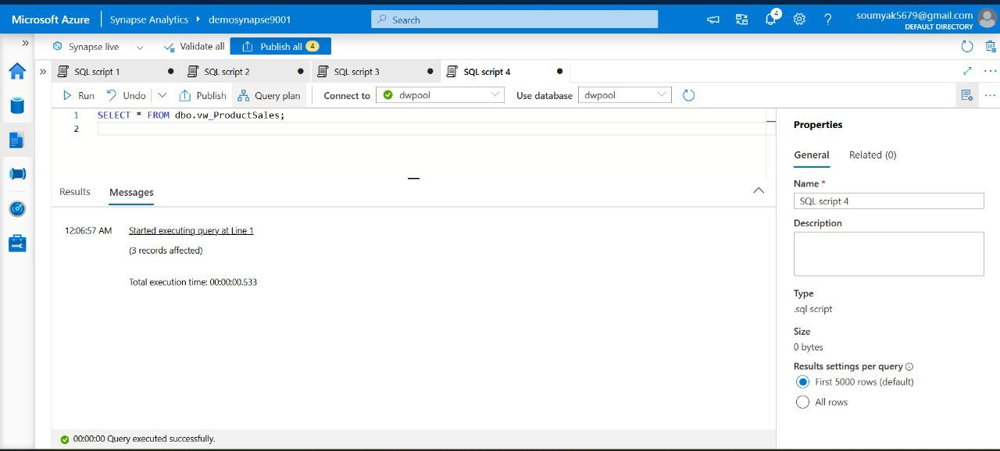 Microsoft Azure Synapse Analytics demosynapse9001 Search 4 soumyak5679@gmail.com
DEFAULT DIRECTORY
Synapse live Validate all Publish all 4
SQL script 1 SQL script 2 SQL script 3 SQL script 4
Run Undo Publish Query plan Connect to dwpool Use database dwpool
1 SELECT * FROM dbo.vw_ProductSales;
2
Results Messages
12:06:57 AM Started executing query at Line 1
(3 records affected)
Total execution time: 00:00:00.533
00:00:00 Query executed successfully.
Properties
General Related (0)
Name *
SQL script 4
Description
Type
.sql script
Size
0 bytes
Results settings per query
First 5000 rows (default)
All rows